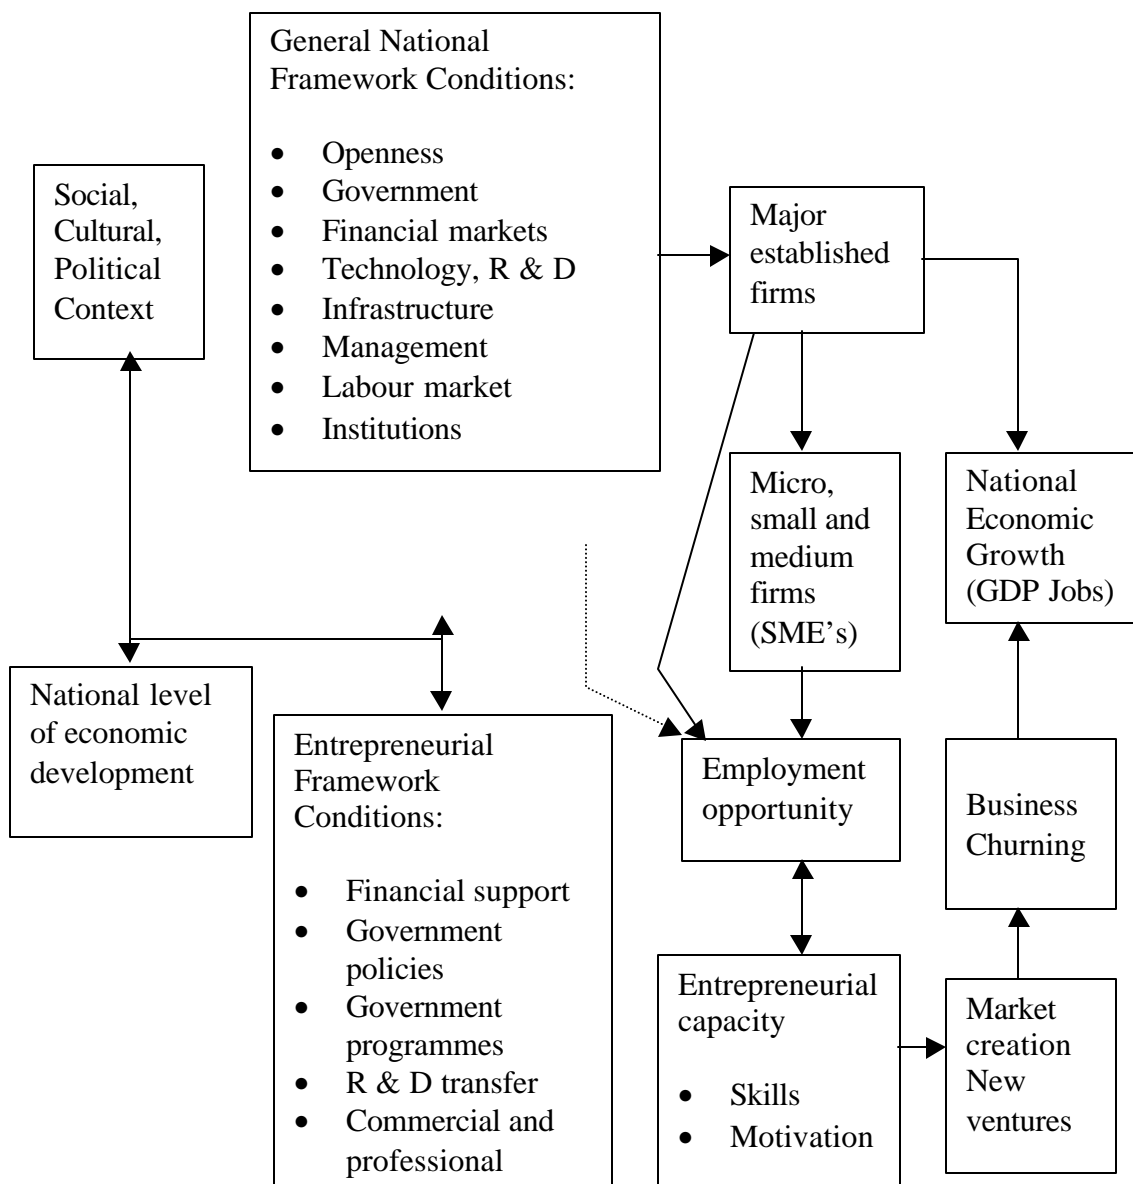 General National
Framework Conditions:
• Openness
• Government
• Financial markets
• Technology, R & D
• Infrastructure
• Management
• Labour market
• Institutions
Social,
Cultural,
Political
Context
Major
established
firms
Micro,
small and
medium
firms
(SME's)
National
Economic
Growth
(GDP Jobs)
National level
of economic
development
Entrepreneurial
Framework
Conditions:
• Financial support
• Government
policies
• Government
programmes
• R & D transfer
• Commercial and
professional
Employment
opportunity
Business
Churning
Entrepreneurial
capacity
• Skills
• Motivation
Market
creation
New
ventures